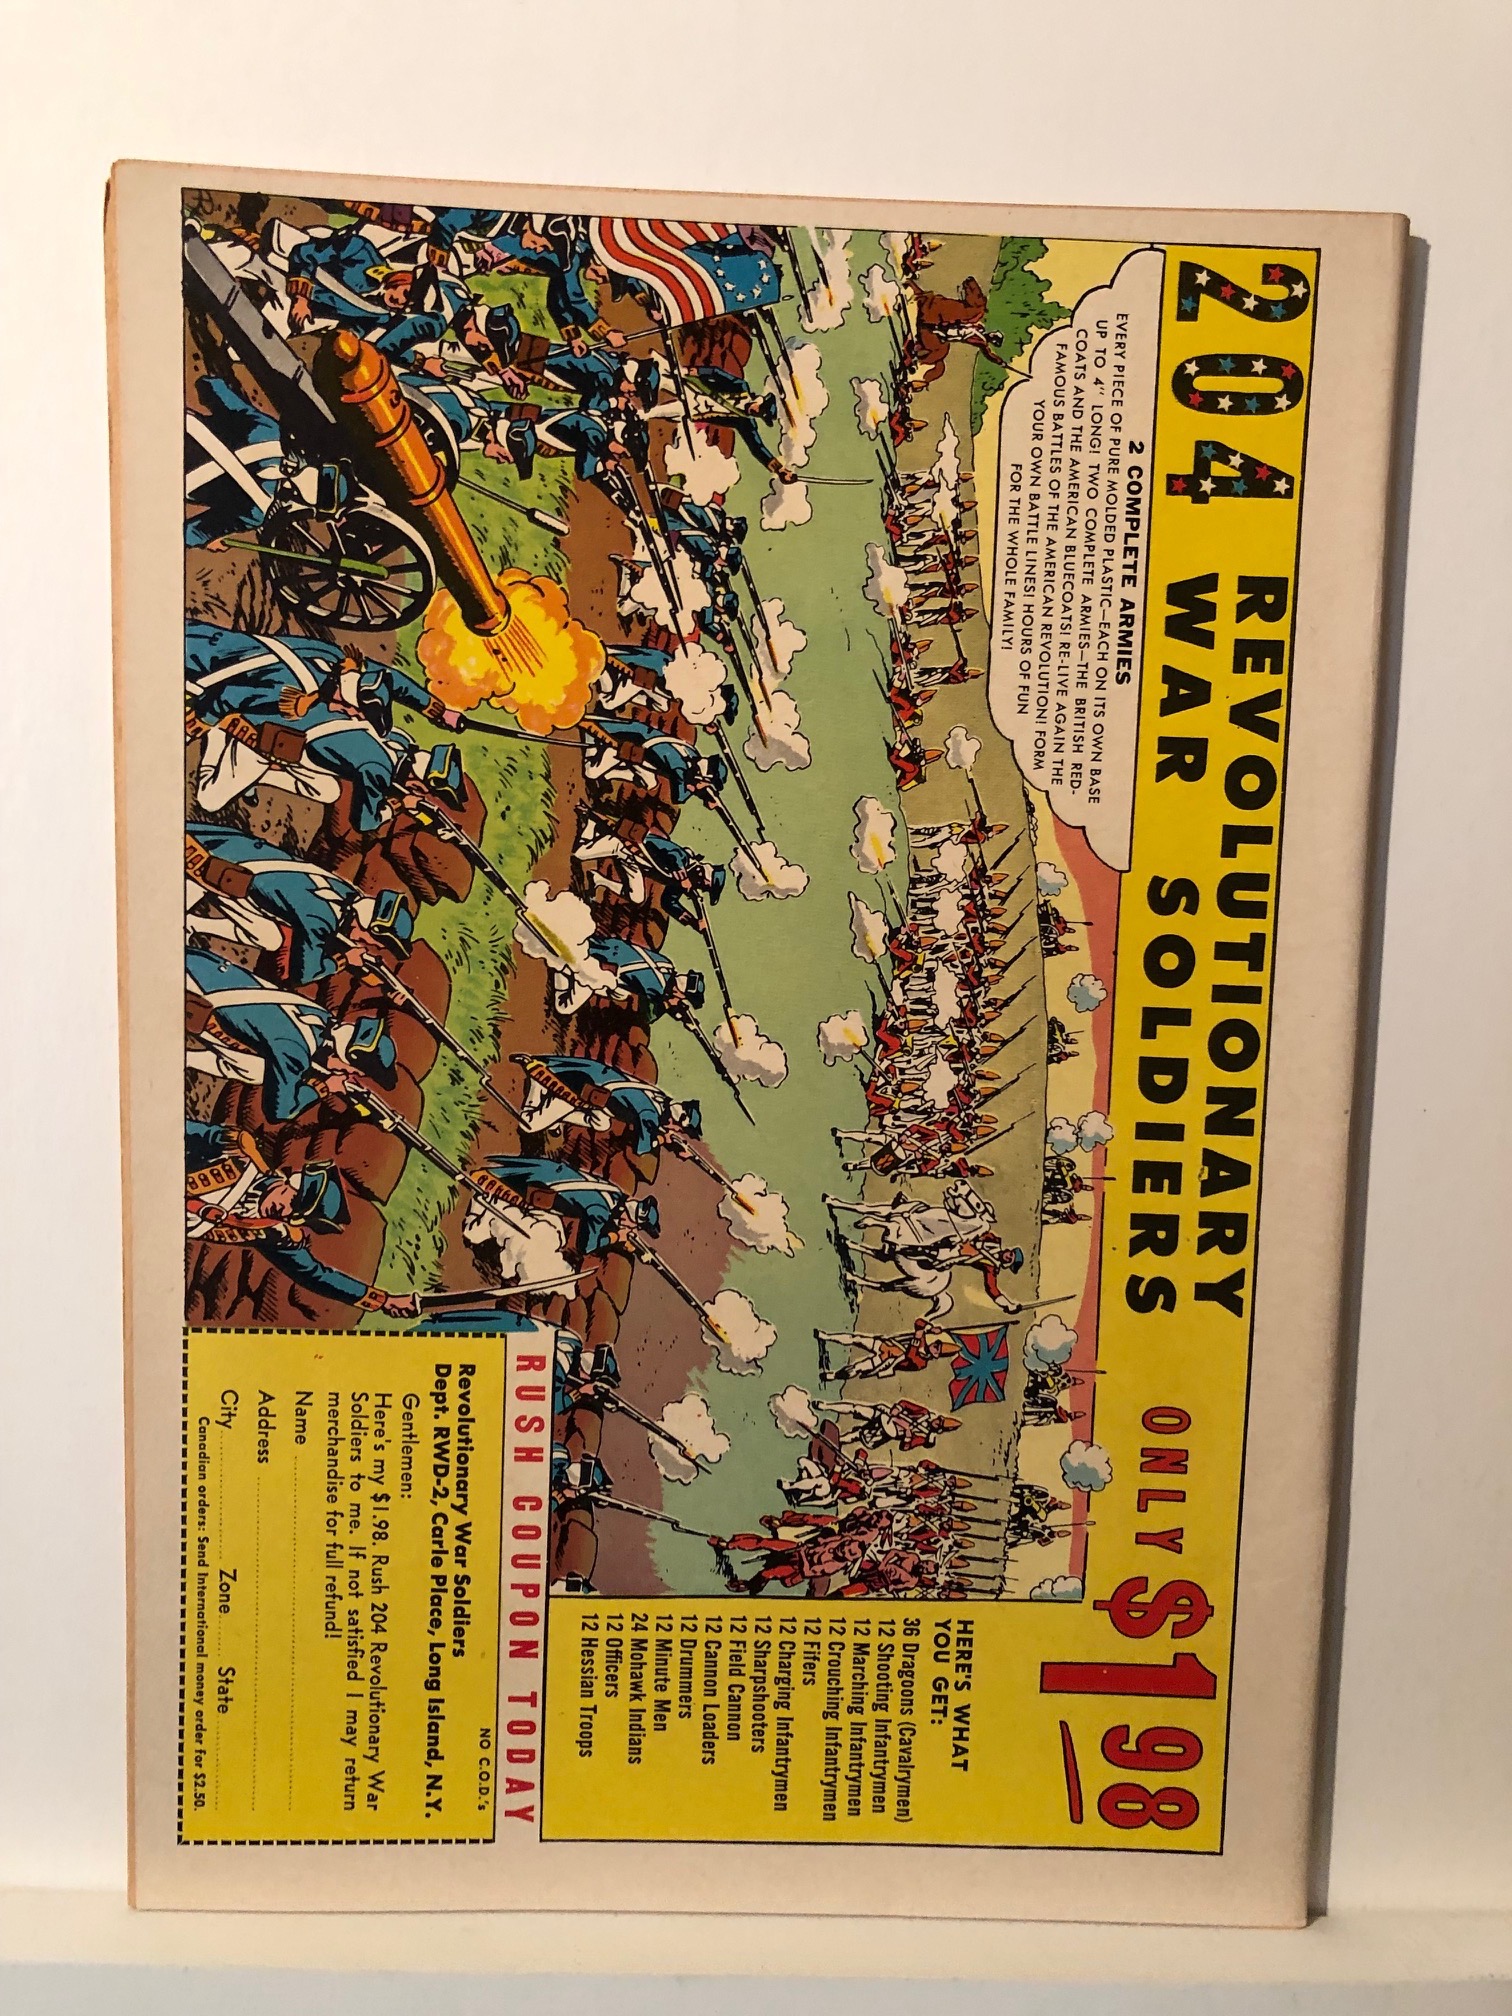 204 REVOLUTIONARY
WAR SOLDIERS ONLY $198
2 COMPLETE ARMIES
EVERY PIECE OF PURE MOLDED PLASTIC—EACH ON ITS OWN BASE
UP TO 4" LONG! TWO COMPLETE ARMIES—THE BRITISH RED-
COATS AND THE AMERICAN BLUECOATS! RE-LIVE AGAIN THE
FAMOUS BATTLES OF THE AMERICAN REVOLUTION! FORM
YOUR OWN BATTLE LINES! HOURS OF FUN
FOR THE WHOLE FAMILY!
HERE'S WHAT
YOU GET:
36 Dragoons (Cavalrymen)
12 Shooting Infantrymen
12 Marching Infantrymen
12 Crouching Infantrymen
12 Fifers
12 Charging Infantrymen
12 Sharpshooters
12 Field Cannon
12 Cannon Loaders
12 Drummers
12 Minute Men
24 Mohawk Indians
12 Officers
12 Hessian Troops
RUSH COUPON TODAY
NO C.O.D.'s
Revolutionary War Soldiers
Dept. RWD-2, Carle Place, Long Island, N.Y.
Gentlemen:
Here's my $1.98. Rush 204 Revolutionary War
Soldiers to me. If not satisfied I may return
merchandise for full refund!
Name
Address
City Zone State
Canadian orders: Send International money order for $2.50.